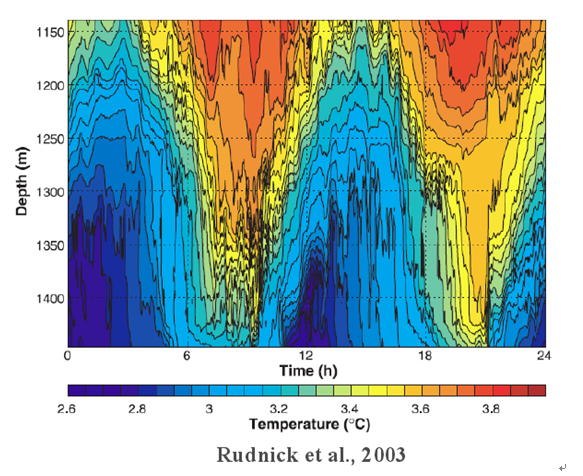 1150
1200
1250
1300
1350
1400
Depth (m)
0 6 12 18 24
Time (h)
2.6 2.8 3 3.2 3.4 3.6 3.8
Temperature (°C)
Rudnick et al., 2003